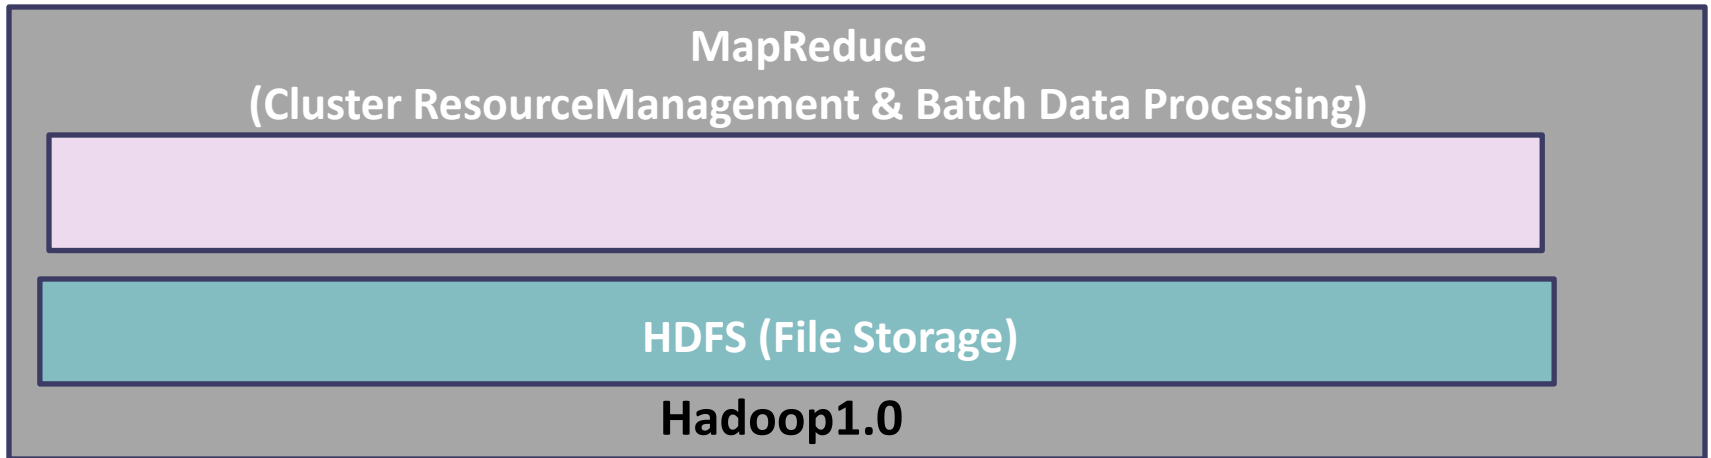 MapReduce
(Cluster ResourceManagement & Batch Data Processing)
HDFS (File Storage)
Hadoop1.0